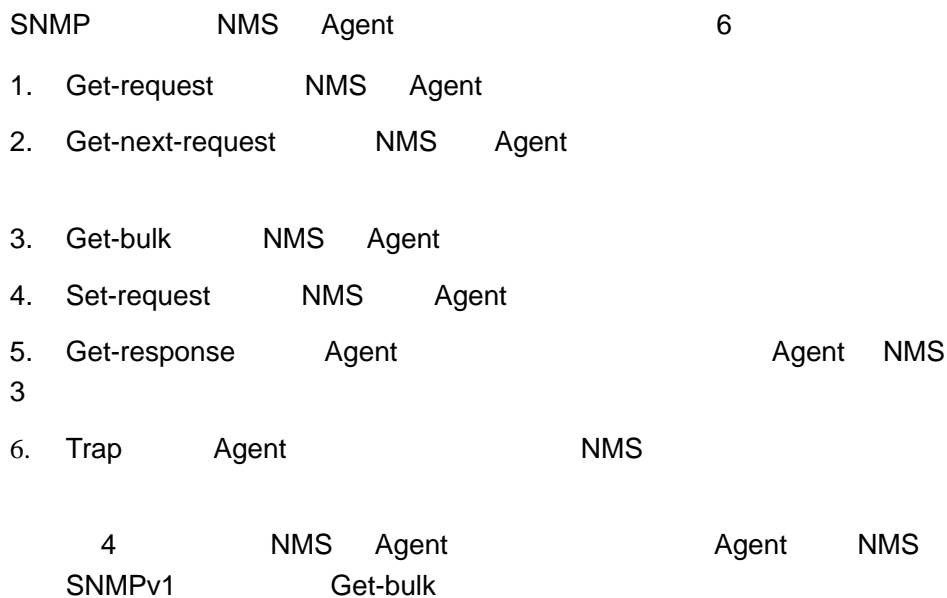 SNMP NMS Agent 6
1. Get-request NMS Agent
2. Get-next-request NMS Agent
3. Get-bulk NMS Agent
4. Set-request NMS Agent
5. Get-response Agent Agent NMS
3
6. Trap Agent NMS
4 NMS Agent Agent NMS
SNMPv1 Get-bulk